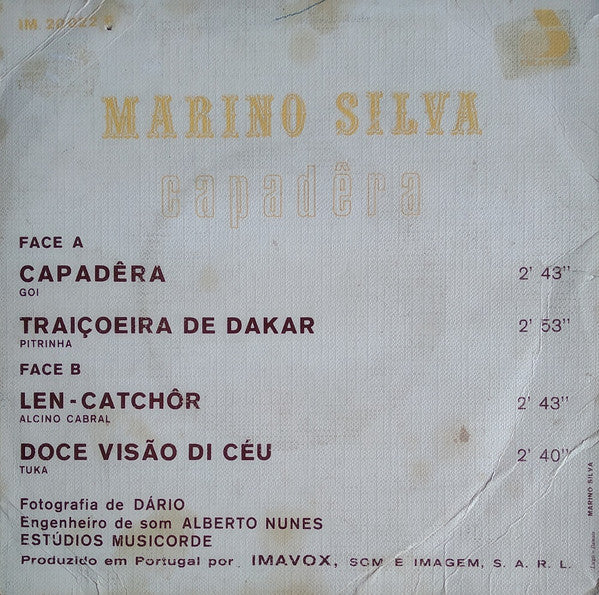 MARINO SILVA
capadêra
FACE A
CAPADÊRA 2' 43"
GOI
TRAIÇOEIRA DE DAKAR 2' 53"
PITRINHA
FACE B
LEN-CATCHÔR 2' 43"
ALCINO CABRAL
DOCE VISÃO DI CÉU 2' 40"
TUKA
Fotografia de DÁRIO
Engenheiro de som ALBERTO NUNES
ESTÚDIOS MUSICORDE
Produzido em Portugal por IMAVOX, SOM E IMAGEM, S. A. R. L.
MARINO SILVA